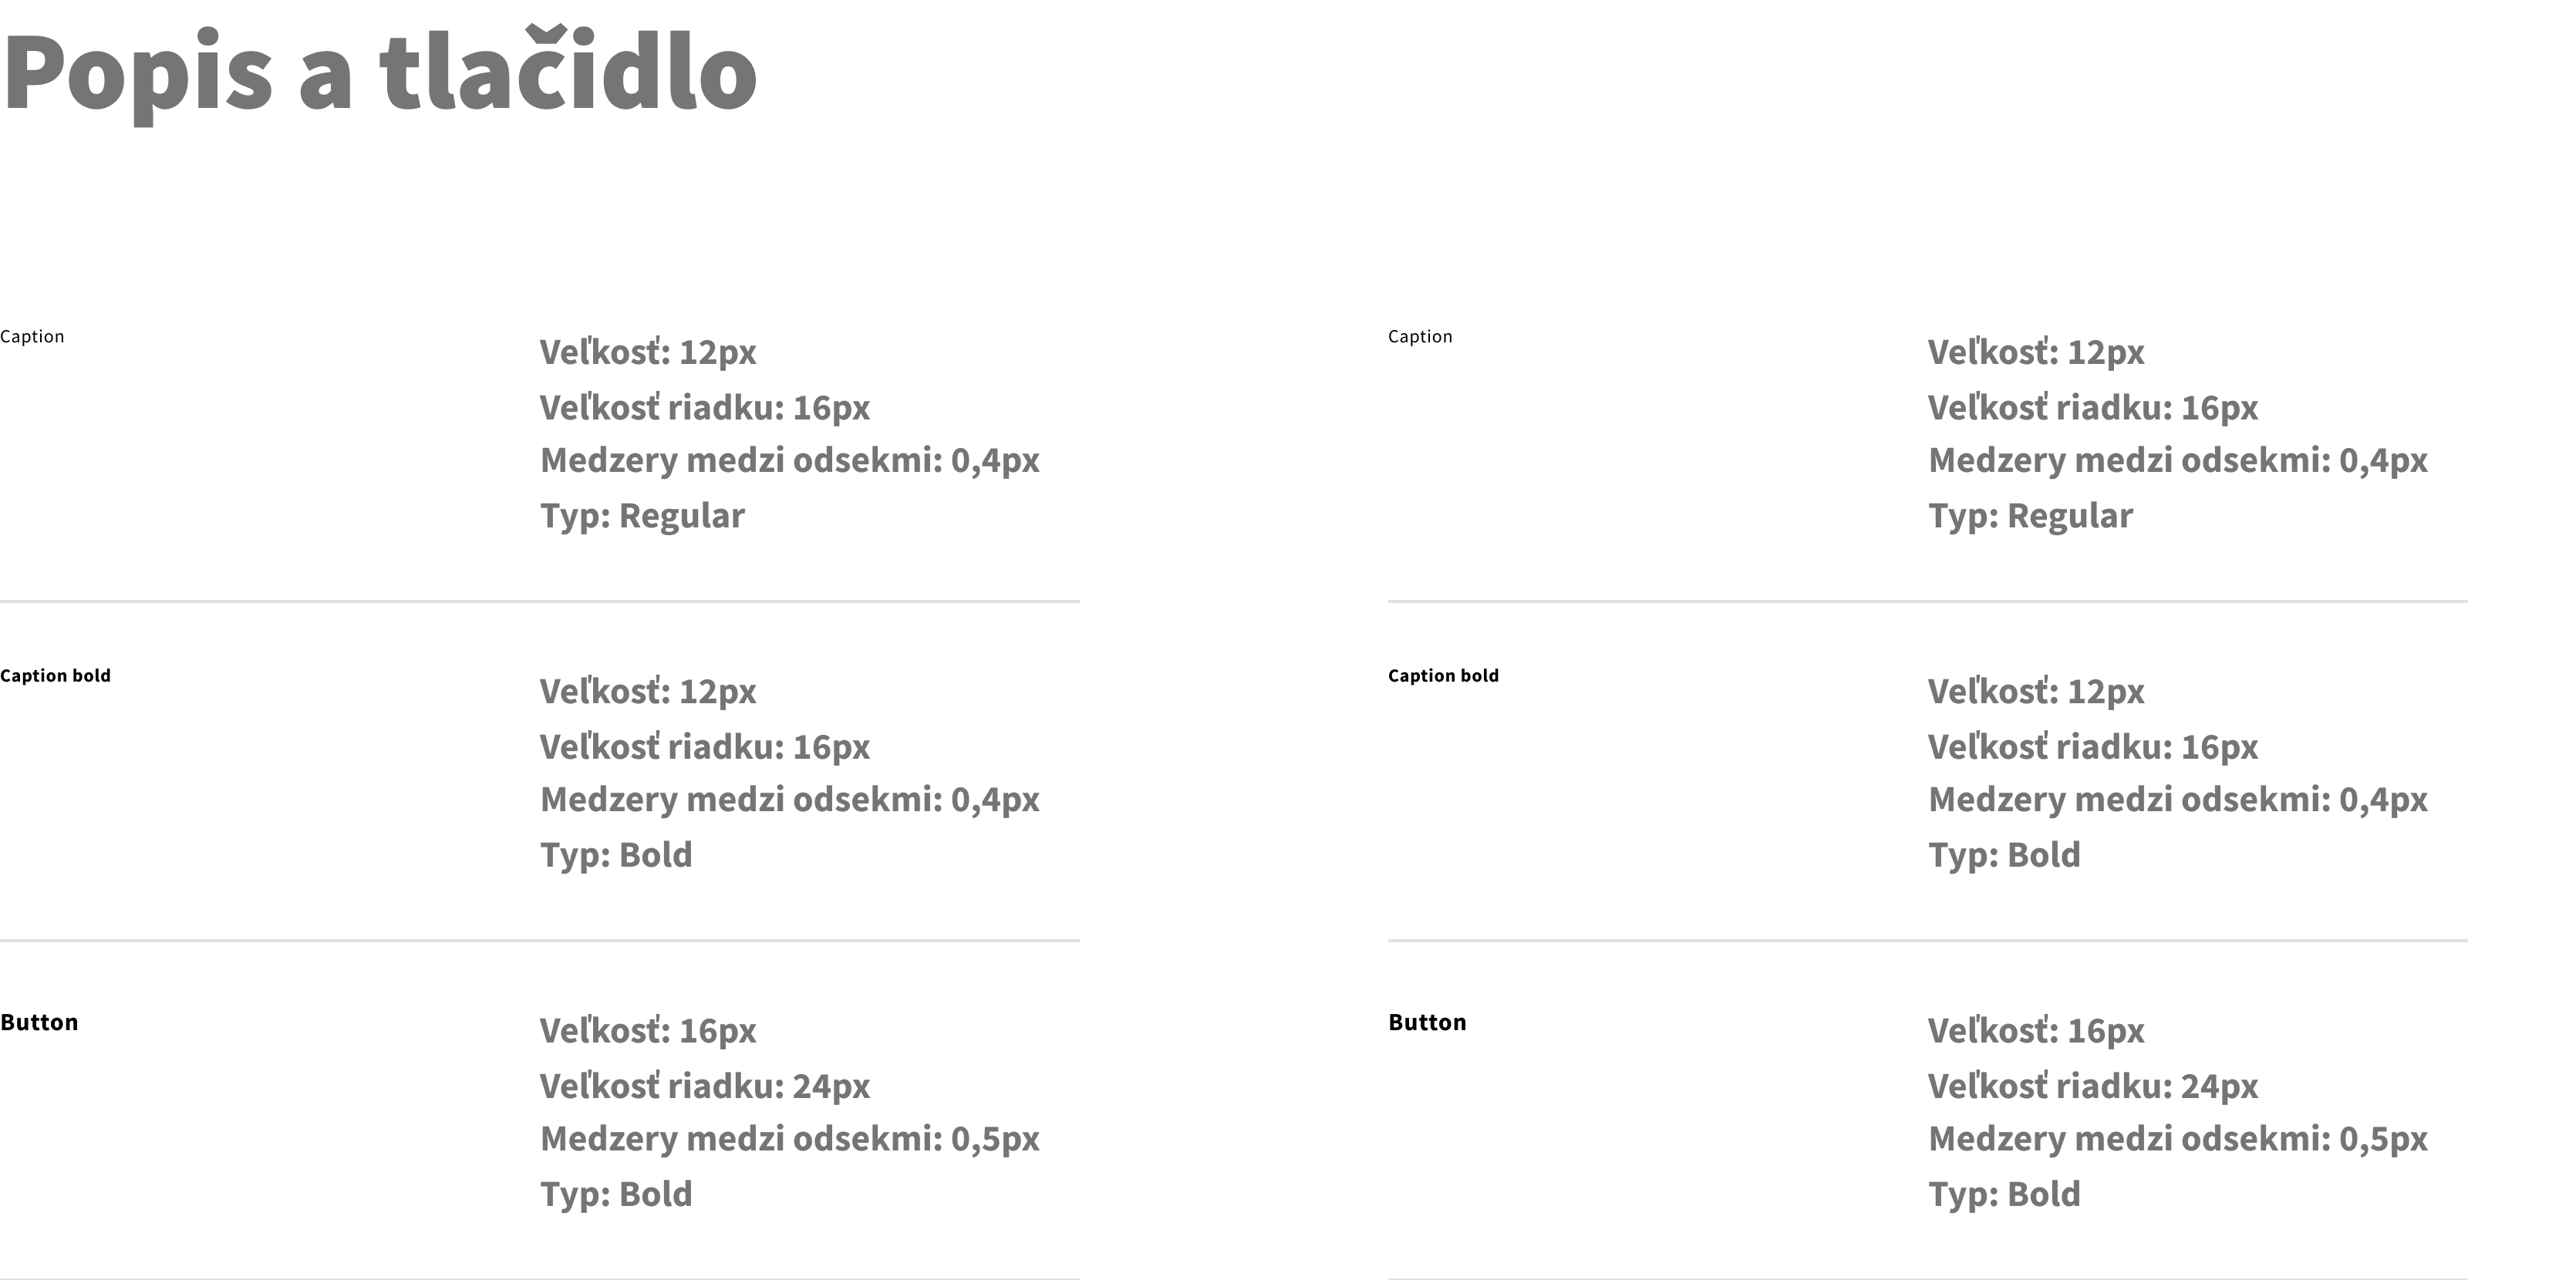 Popis a tlačidlo
Caption
Veľkosť: 12px
Veľkosť riadku: 16px
Medzery medzi odsekmi: 0,4px
Typ: Regular
Caption
Veľkosť: 12px
Veľkosť riadku: 16px
Medzery medzi odsekmi: 0,4px
Typ: Regular
Caption bold
Veľkosť: 12px
Veľkosť riadku: 16px
Medzery medzi odsekmi: 0,4px
Typ: Bold
Caption bold
Veľkosť: 12px
Veľkosť riadku: 16px
Medzery medzi odsekmi: 0,4px
Typ: Bold
Button
Veľkosť: 16px
Veľkosť riadku: 24px
Medzery medzi odsekmi: 0,5px
Typ: Bold
Button
Veľkosť: 16px
Veľkosť riadku: 24px
Medzery medzi odsekmi: 0,5px
Typ: Bold